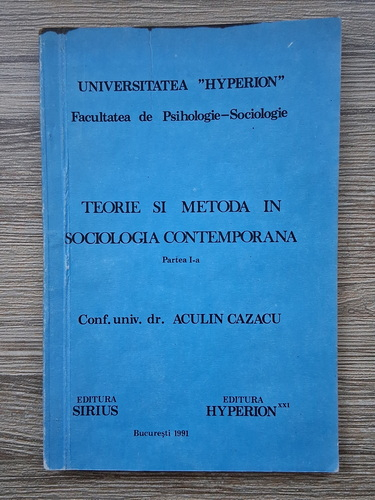 UNIVERSITATEA "HYPERION"
Facultatea de Psihologie-Sociologie
TEORIE SI METODA IN
SOCIOLOGIA CONTEMPORANA
Partea I-a
Conf. univ. dr. ACULIN CAZACU
EDITURA
SIRIUS
EDITURA
HYPERION XXI
Bucureşti 1991